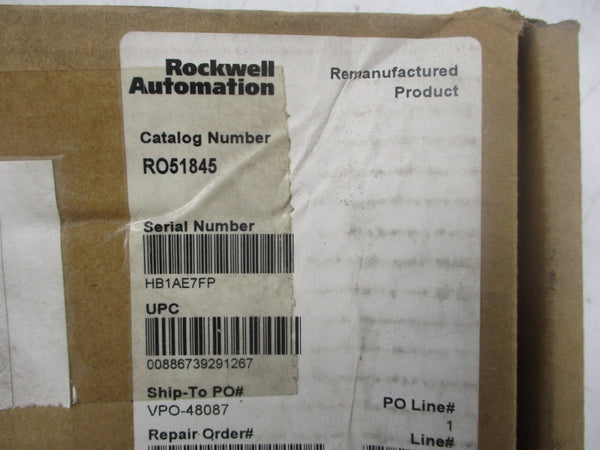 Rockwell
Automation
Remanufactured
Product
Catalog Number
RO51845
Serial Number
HB1AE7FP
UPC
00886739291267
Ship-To PO#
VPO-48087
PO Line#
1
Repair Order#
Line#